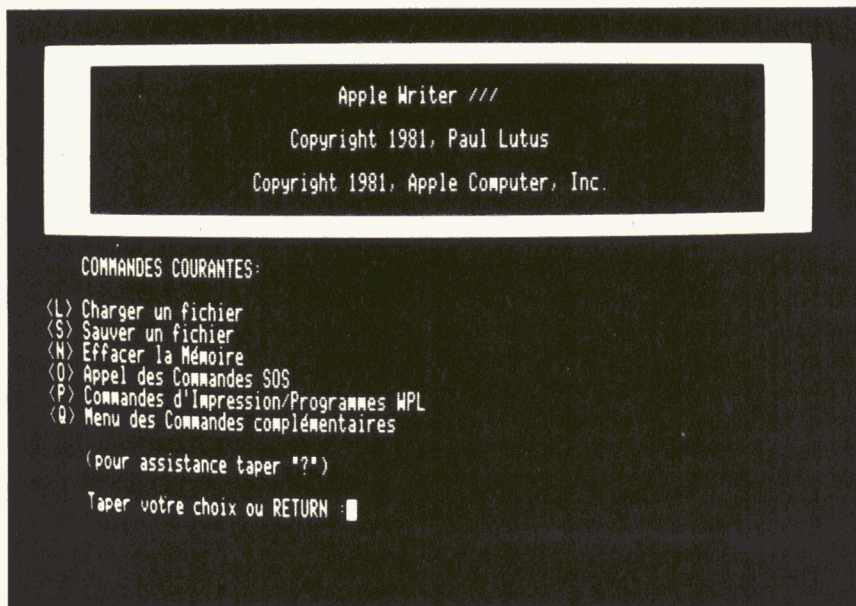 Apple Writer ///
Copyright 1981, Paul Lutus
Copyright 1981, Apple Computer, Inc.
COMMANDES COURANTES:
<L> Charger un fichier
<S> Sauver un fichier
<N> Effacer la Mémoire
<O> Appel des Commandes SOS
<P> Commandes d'Impression/Programmes WPL
<Q> Menu des Commandes complémentaires
(pour assistance taper "?")
Taper votre choix ou RETURN :